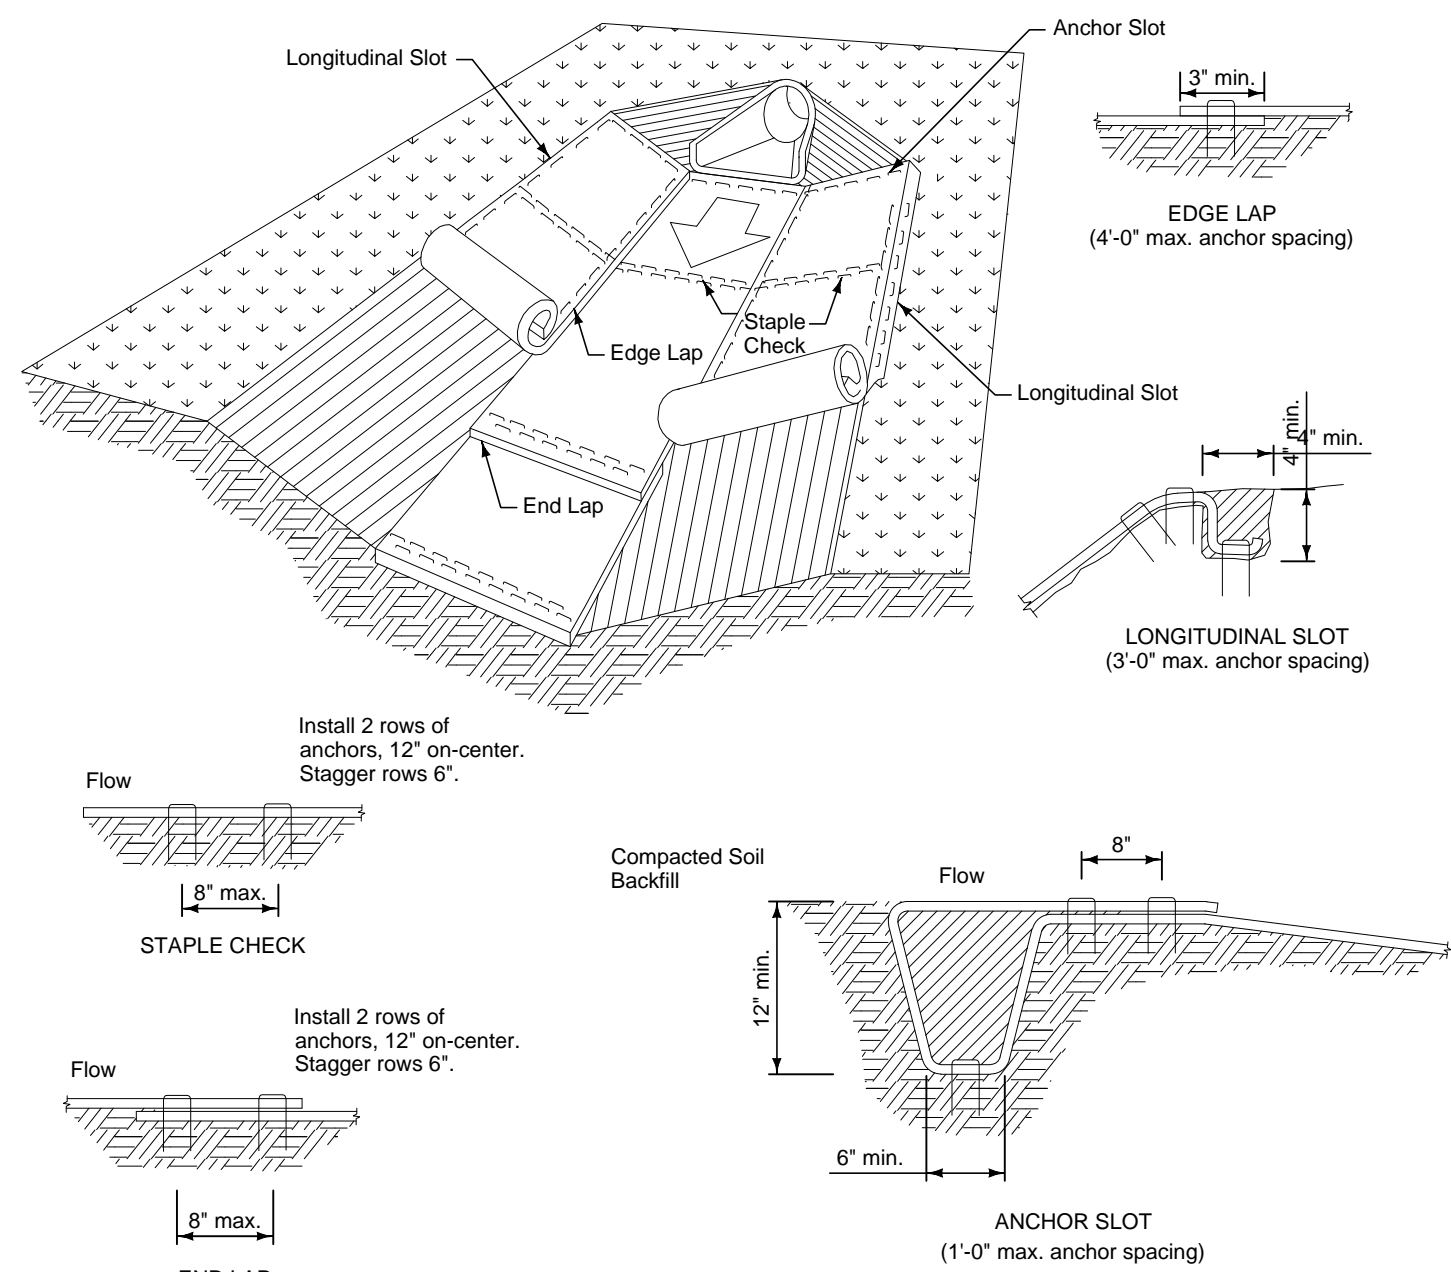 Longitudinal Slot
Anchor Slot
3" min.
EDGE LAP
(4'-0" max. anchor spacing)
Staple
Check
Edge Lap
Longitudinal Slot
End Lap
4" min.
4" min.
LONGITUDINAL SLOT
(3'-0" max. anchor spacing)
Install 2 rows of
anchors, 12" on-center.
Stagger rows 6".
Flow
8" max.
STAPLE CHECK
Install 2 rows of
anchors, 12" on-center.
Stagger rows 6".
Flow
8" max.
END LAP
Compacted Soil
Backfill
Flow
8"
12" min.
6" min.
ANCHOR SLOT
(1'-0" max. anchor spacing)